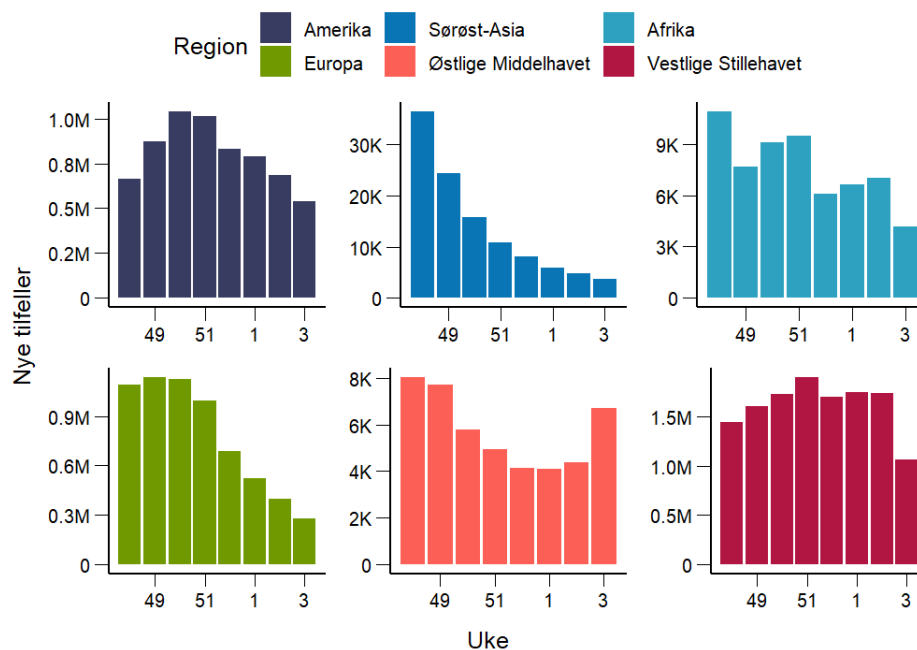 Region
Amerika
Sørøst-Asia
Afrika
Europa
Østlige Middelhavet
Vestlige Stillehavet
Nye tilfeller
1.0M
0.8M
0.5M
0.2M
0
49 51 1 3
30K
20K
10K
0
49 51 1 3
9K
6K
3K
0
49 51 1 3
0.9M
0.6M
0.3M
0
49 51 1 3
8K
6K
4K
2K
0
49 51 1 3
1.5M
1.0M
0.5M
0
49 51 1 3
Uke